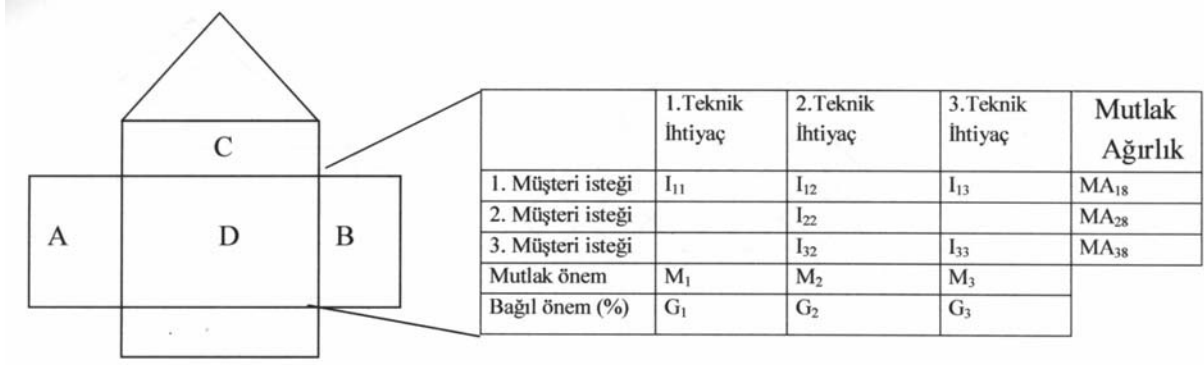 C
A D B
1.Teknik İhtiyaç 2.Teknik İhtiyaç 3.Teknik İhtiyaç Mutlak Ağırlık
1. Müşteri isteği I₁₁ I₁₂ I₁₃ MA₁₈
2. Müşteri isteği I₂₂ MA₂₈
3. Müşteri isteği I₃₂ I₃₃ MA₃₈
Mutlak önem M₁ M₂ M₃
Bağıl önem (%) G₁ G₂ G₃